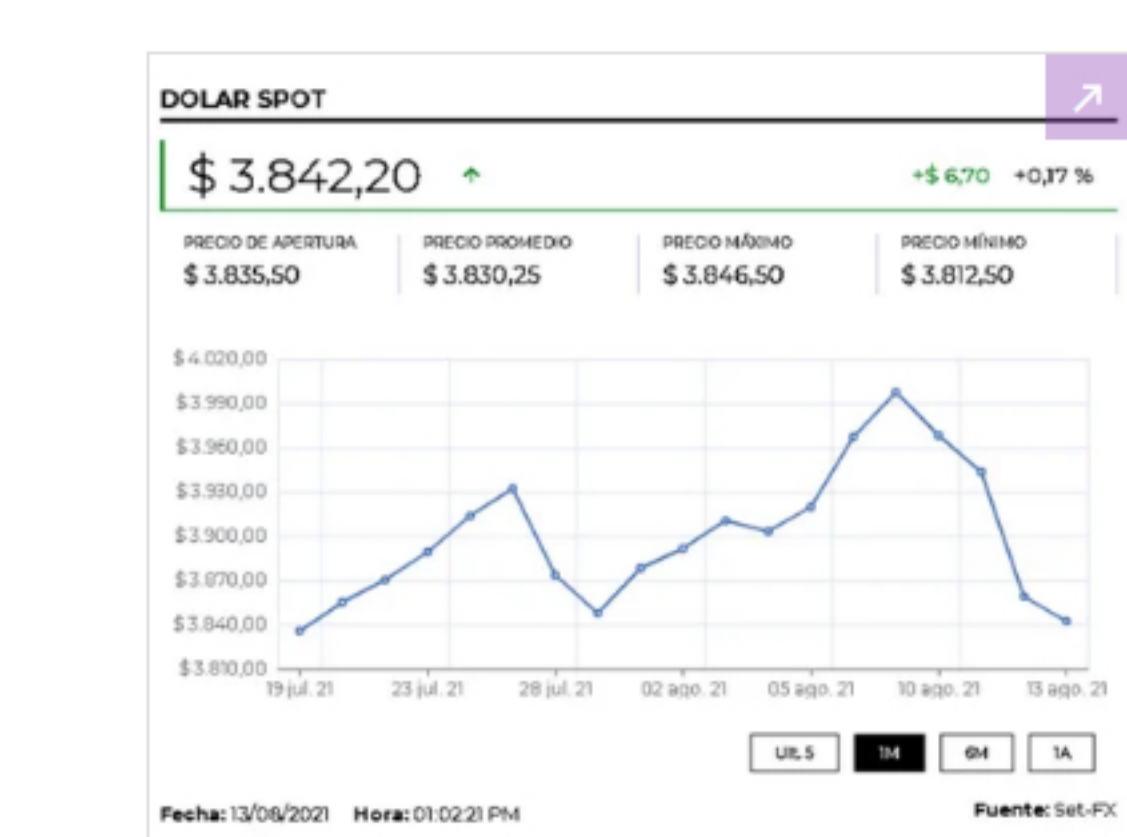 DOLAR SPOT
$ 3.842,20 +$ 6,70 +0,17 %
PRECIO DE APERTURA PRECIO PROMEDIO PRECIO MÁXIMO PRECIO MÍNIMO
$ 3.835,50 $ 3.830,25 $ 3.846,50 $ 3.812,50
$ 4.020,00
$ 3.990,00
$ 3.960,00
$ 3.930,00
$ 3.900,00
$ 3.870,00
$ 3.840,00
$ 3.810,00
19 jul. 21 23 jul. 21 28 jul. 21 02 ago. 21 05 ago. 21 10 ago. 21 13 ago. 21
Ult. 5 1M 6M 1A
Fecha: 13/08/2021 Hora: 01:02:21 PM Fuente: Set-FX